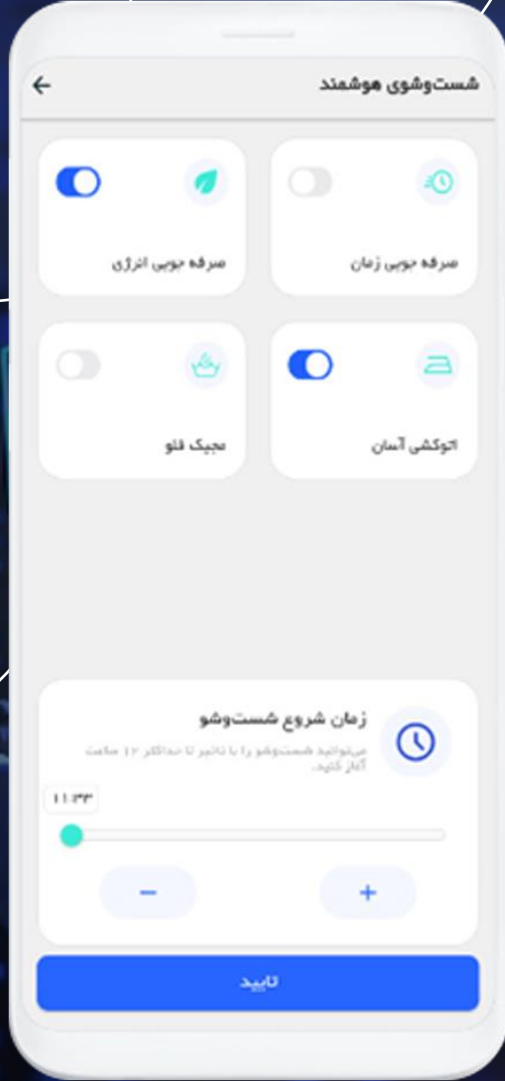 شست‌وشوی هوشمند
صرفه جویی زمان
صرفه جویی انرژی
اتوکشی آسان
مجیک فلو
زمان شروع شست‌وشو
می‌توانید شست‌وشو را با تاخیر تا حداکثر ۱۲ ساعت
آغاز کنید.
۱۱:۳۳
تایید